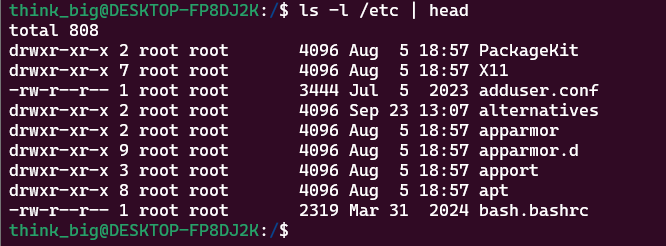 think_big@DESKTOP-FP8DJ2K:/$ ls -l /etc | head
total 808
drwxr-xr-x 2 root root       4096 Aug  5 18:57 PackageKit
drwxr-xr-x 7 root root       4096 Aug  5 18:57 X11
-rw-r--r-- 1 root root       3444 Jul  5  2023 adduser.conf
drwxr-xr-x 2 root root       4096 Sep 23 13:07 alternatives
drwxr-xr-x 2 root root       4096 Aug  5 18:57 apparmor
drwxr-xr-x 9 root root       4096 Aug  5 18:57 apparmor.d
drwxr-xr-x 3 root root       4096 Aug  5 18:57 apport
drwxr-xr-x 8 root root       4096 Aug  5 18:57 apt
-rw-r--r-- 1 root root       2319 Mar 31  2024 bash.bashrc
think_big@DESKTOP-FP8DJ2K:/$